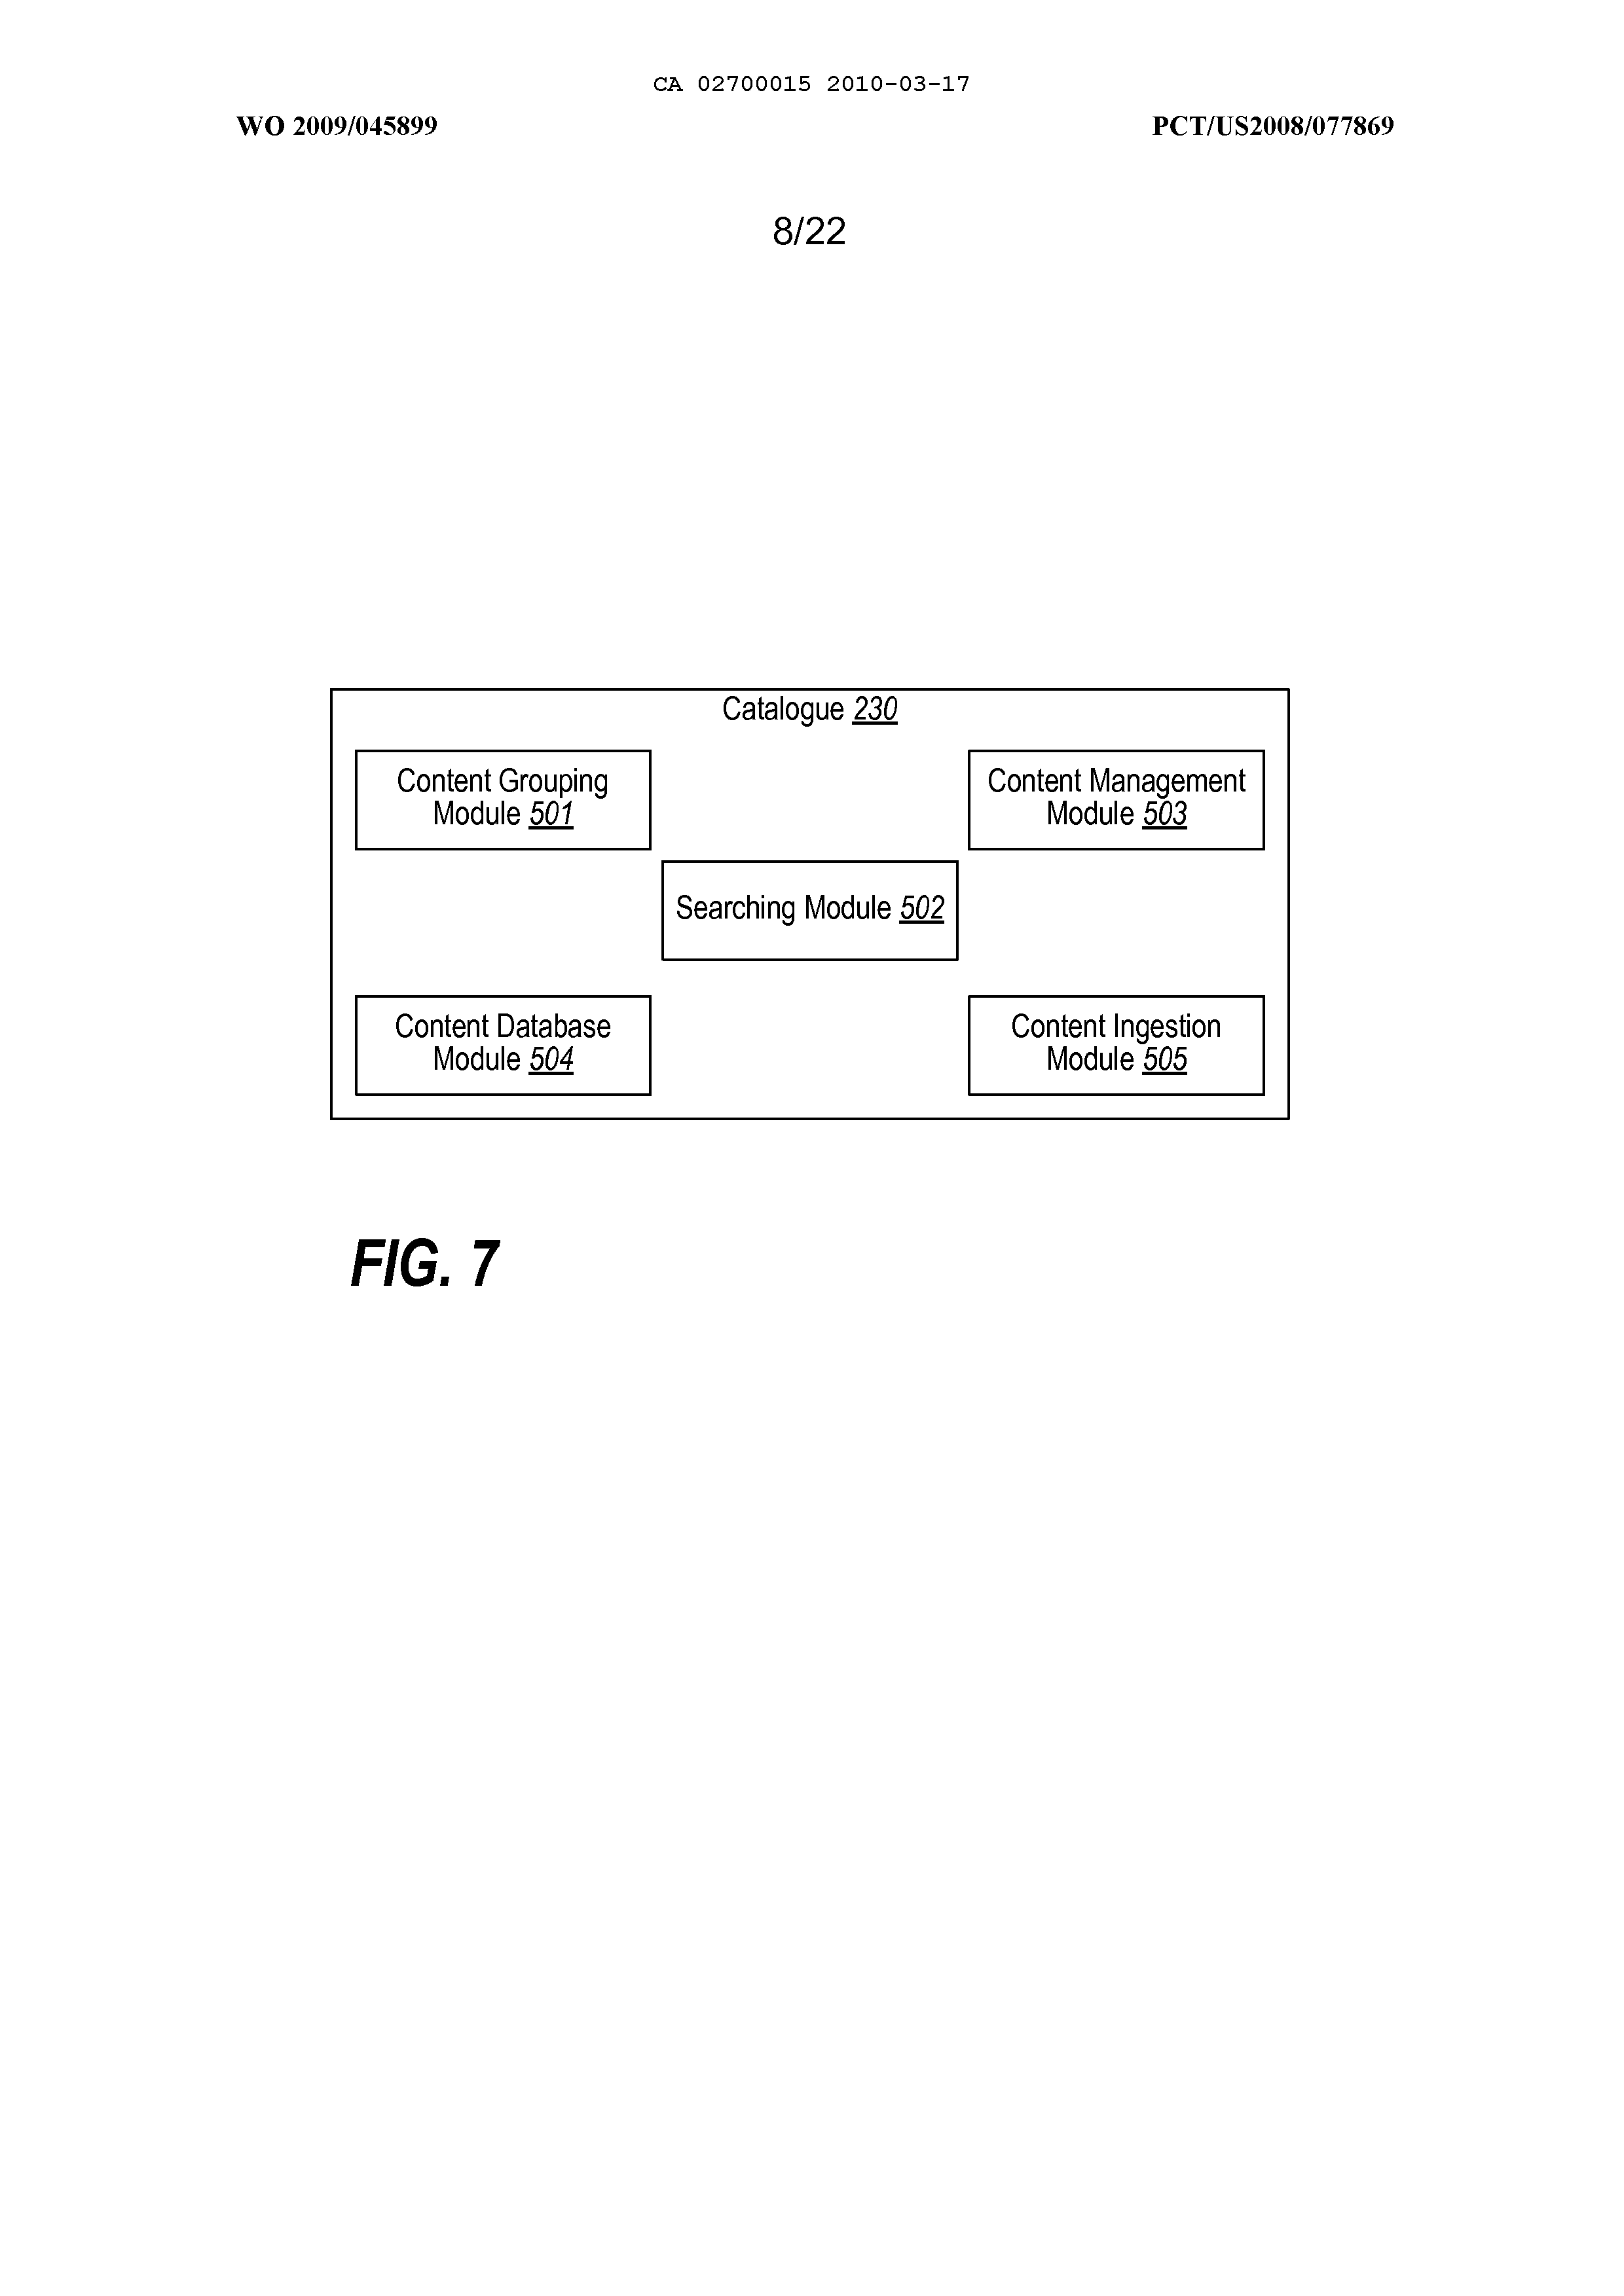 CA 02700015 2010-03-17
WO 2009/045899
PCT/US2008/077869
8/22
Catalogue 230
Content Grouping
Module 501
Content Management
Module 503
Searching Module 502
Content Database
Module 504
Content Ingestion
Module 505
FIG. 7